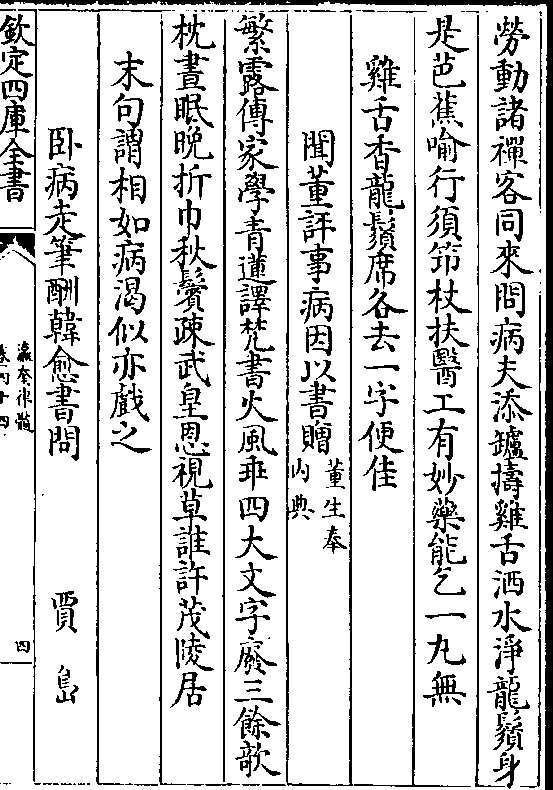 勞動諸禪客同來問病夫添鑪擣雞舌洒水淨龍鬚身
是芭蕉喻行須筇杖扶醫工有妙藥能乞一丸無
雞舌香龍鬚席各去一字便佳
聞董評事病因以書贈董生奉內典
繁露傳家學青蓮譯梵書火風乖四大文字廢三餘欹
枕晝眠晚折巾秋鬢疎武皇恩視草誰許茂陵居
末句謂相如病渴似亦戲之
卧病走筆酬韓愈書問 賈島
欽定四庫全書
瀛奎律髓
卷四十四
四